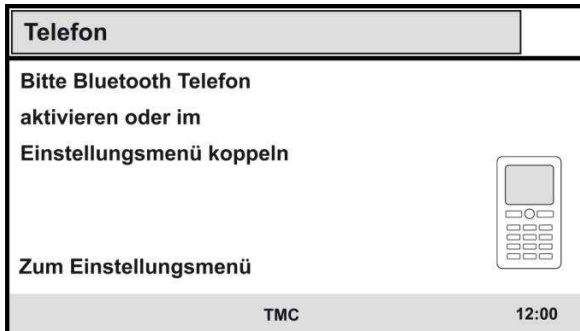 Telefon
Bitte Bluetooth Telefon
aktivieren oder im
Einstellungsmenü koppeln
Zum Einstellungsmenü
TMC 12:00